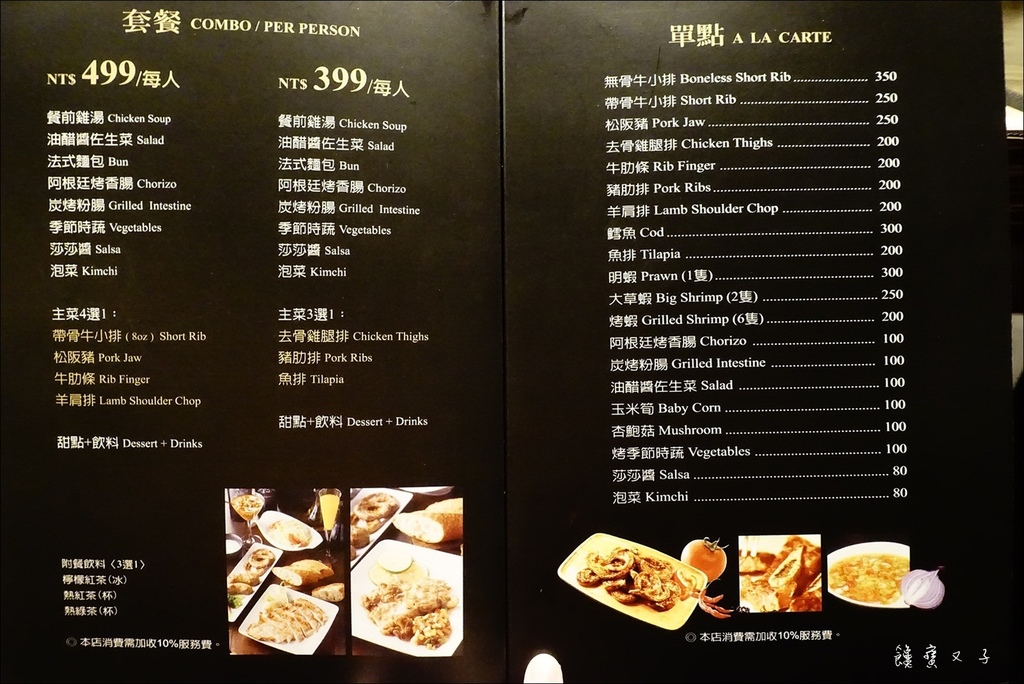 套餐 COMBO / PER PERSON
NT$ 499/每人
餐前雞湯 Chicken Soup
油醋醬佐生菜 Salad
法式麵包 Bun
阿根廷烤香腸 Chorizo
炭烤粉腸 Grilled Intestine
季節時蔬 Vegetables
莎莎醬 Salsa
泡菜 Kimchi
主菜4選1：
帶骨牛小排 ( 8oz ) Short Rib
松阪豬 Pork Jaw
牛肋條 Rib Finger
羊肩排 Lamb Shoulder Chop
甜點+飲料 Dessert + Drinks
附餐飲料〈3選1〉
檸檬紅茶(冰)
熱紅茶(杯)
熱綠茶(杯)
◎ 本店消費需加收10%服務費。
NT$ 399/每人
餐前雞湯 Chicken Soup
油醋醬佐生菜 Salad
法式麵包 Bun
阿根廷烤香腸 Chorizo
炭烤粉腸 Grilled Intestine
季節時蔬 Vegetables
莎莎醬 Salsa
泡菜 Kimchi
主菜3選1：
去骨雞腿排 Chicken Thighs
豬肋排 Pork Ribs
魚排 Tilapia
甜點+飲料 Dessert + Drinks
單點 A LA CARTE
無骨牛小排 Boneless Short Rib.................... 350
帶骨牛小排 Short Rib ................................... 250
松阪豬 Pork Jaw........................................... 250
去骨雞腿排 Chicken Thighs ......................... 200
牛肋條 Rib Finger ........................................ 200
豬肋排 Pork Ribs ......................................... 200
羊肩排 Lamb Shoulder Chop ........................ 200
鱈魚 Cod ...................................................... 300
魚排 Tilapia .................................................. 200
明蝦 Prawn (1隻).......................................... 300
大草蝦 Big Shrimp (2隻) .............................. 250
烤蝦 Grilled Shrimp (6隻)............................. 200
阿根廷烤香腸 Chorizo .................................. 100
炭烤粉腸 Grilled Intestine ............................ 100
油醋醬佐生菜 Salad ..................................... 100
玉米筍 Baby Corn ........................................ 100
杏鮑菇 Mushroom ........................................ 100
烤季節時蔬 Vegetables ................................. 100
莎莎醬 Salsa ................................................. 80
泡菜 Kimchi .................................................. 80
◎ 本店消費需加收10%服務費。
饞蜜又子